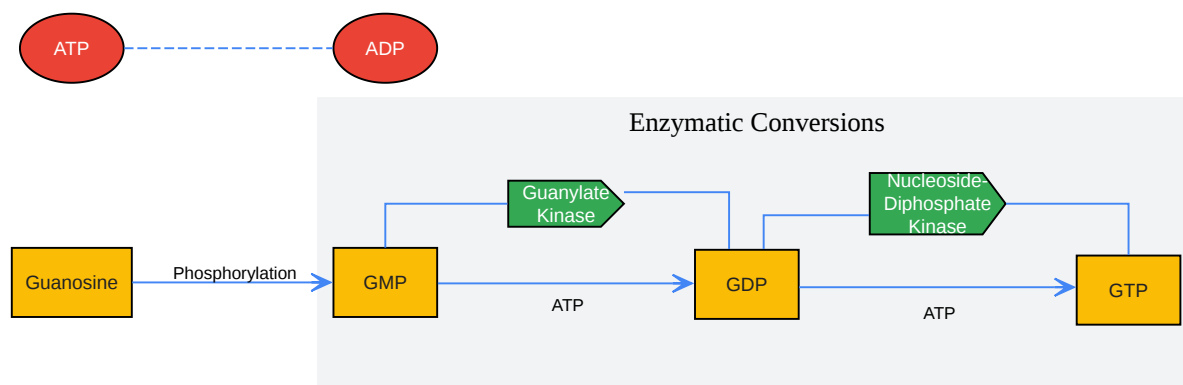 ATP
ADP
Enzymatic Conversions
Guanylate
Kinase
Nucleoside-
Diphosphate
Kinase
Guanosine
Phosphorylation
GMP
ATP
GDP
ATP
GTP